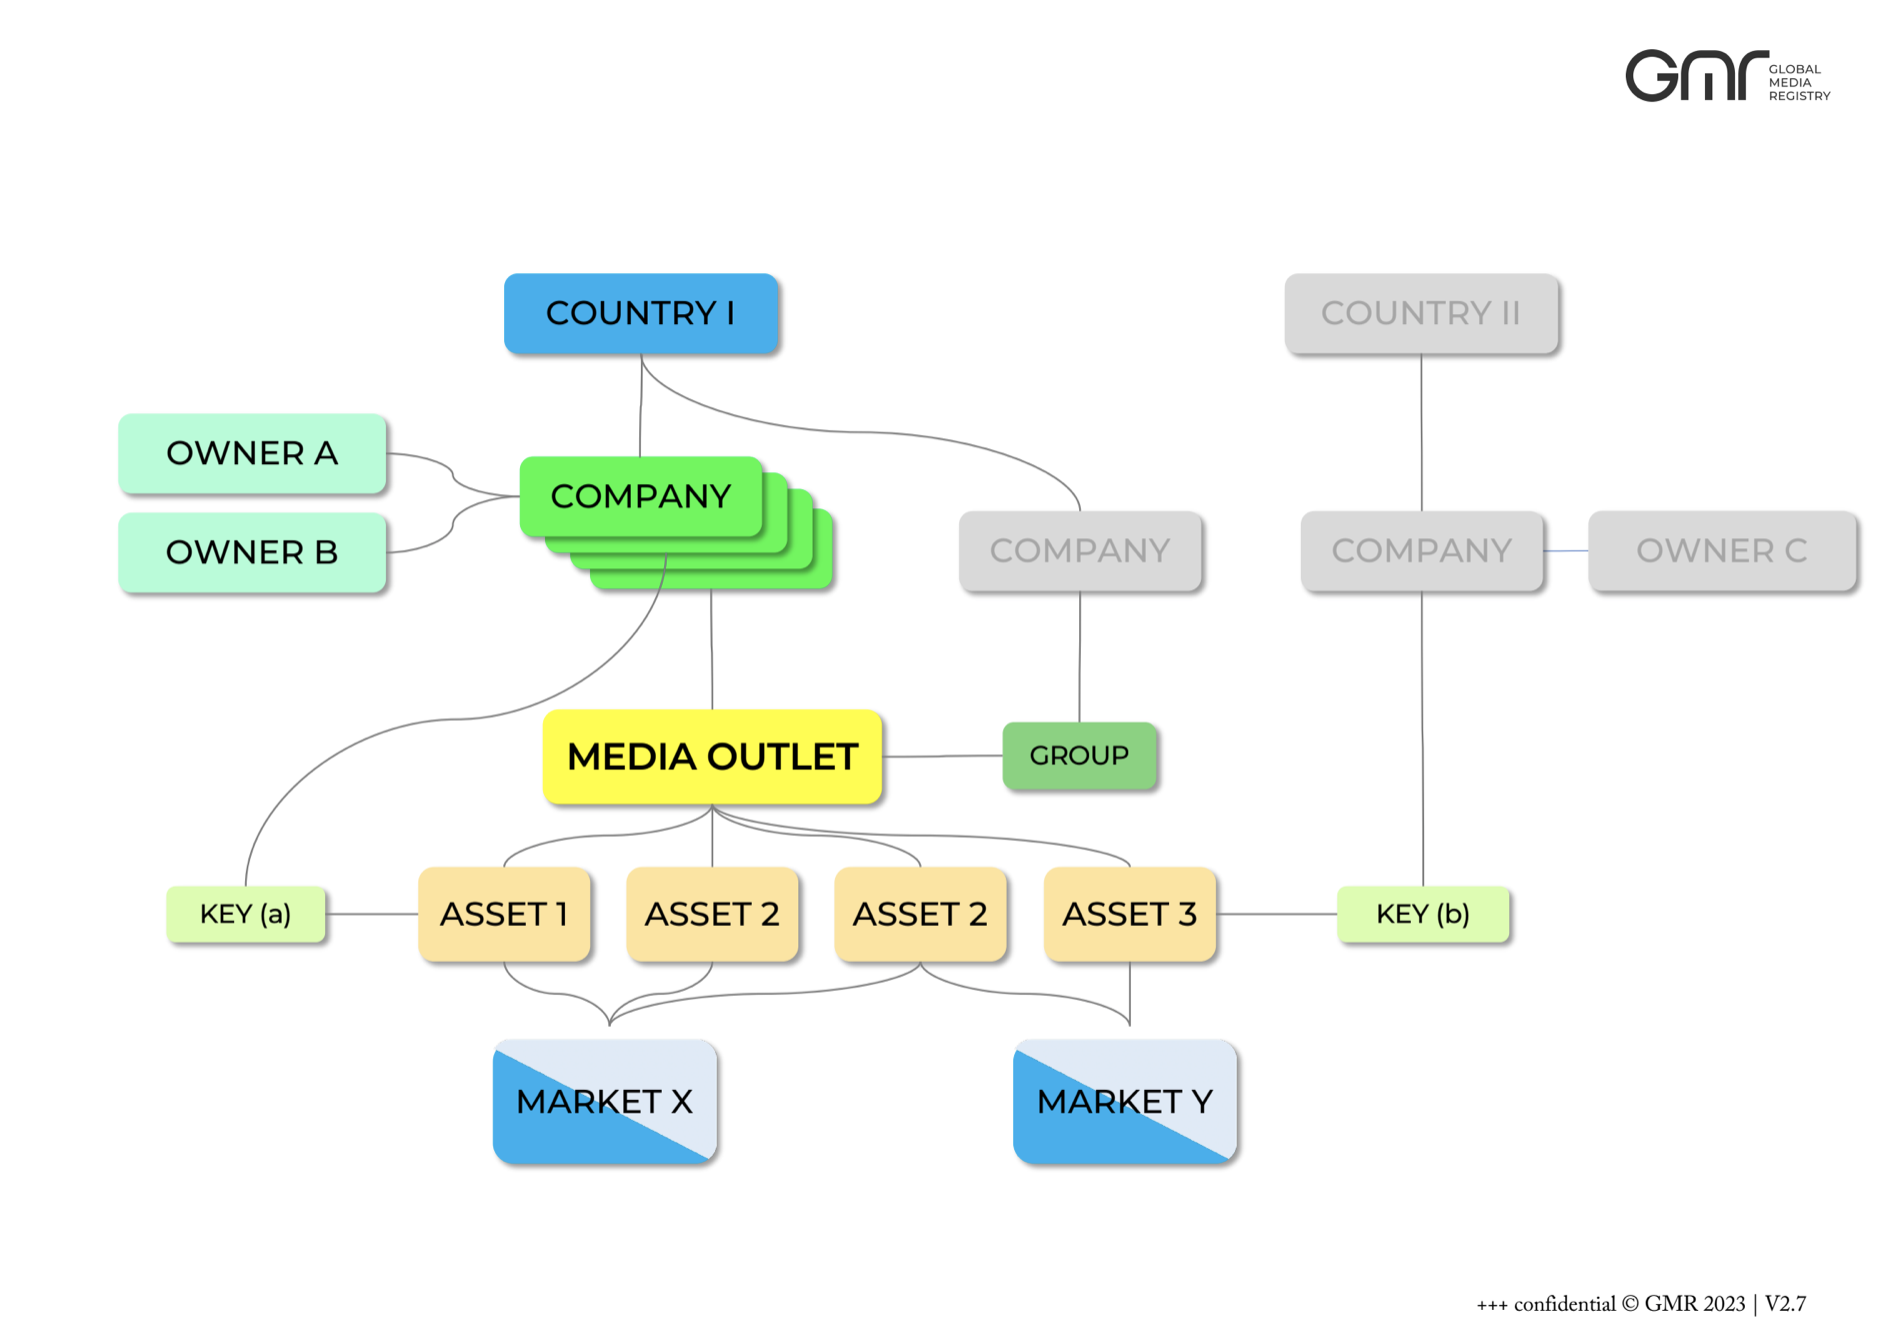 GMR
GLOBAL
MEDIA
REGISTRY
COUNTRY I
COUNTRY II
OWNER A
COMPANY
OWNER B
COMPANY
COMPANY
OWNER C
MEDIA OUTLET
GROUP
KEY (a)
ASSET 1
ASSET 2
ASSET 2
ASSET 3
KEY (b)
MARKET X
MARKET Y
+++ confidential © GMR 2023 | V2.7